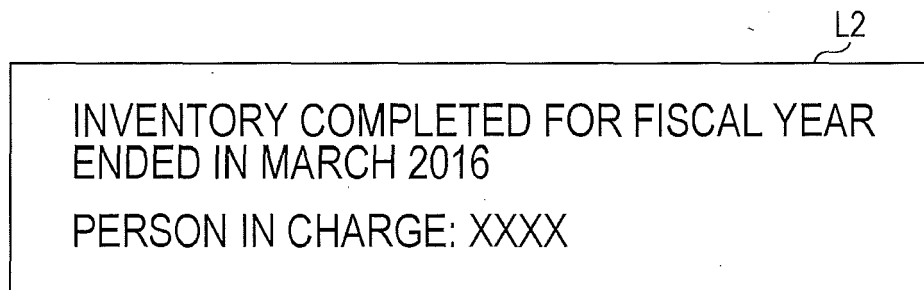 L2
INVENTORY COMPLETED FOR FISCAL YEAR
ENDED IN MARCH 2016
PERSON IN CHARGE: XXXX